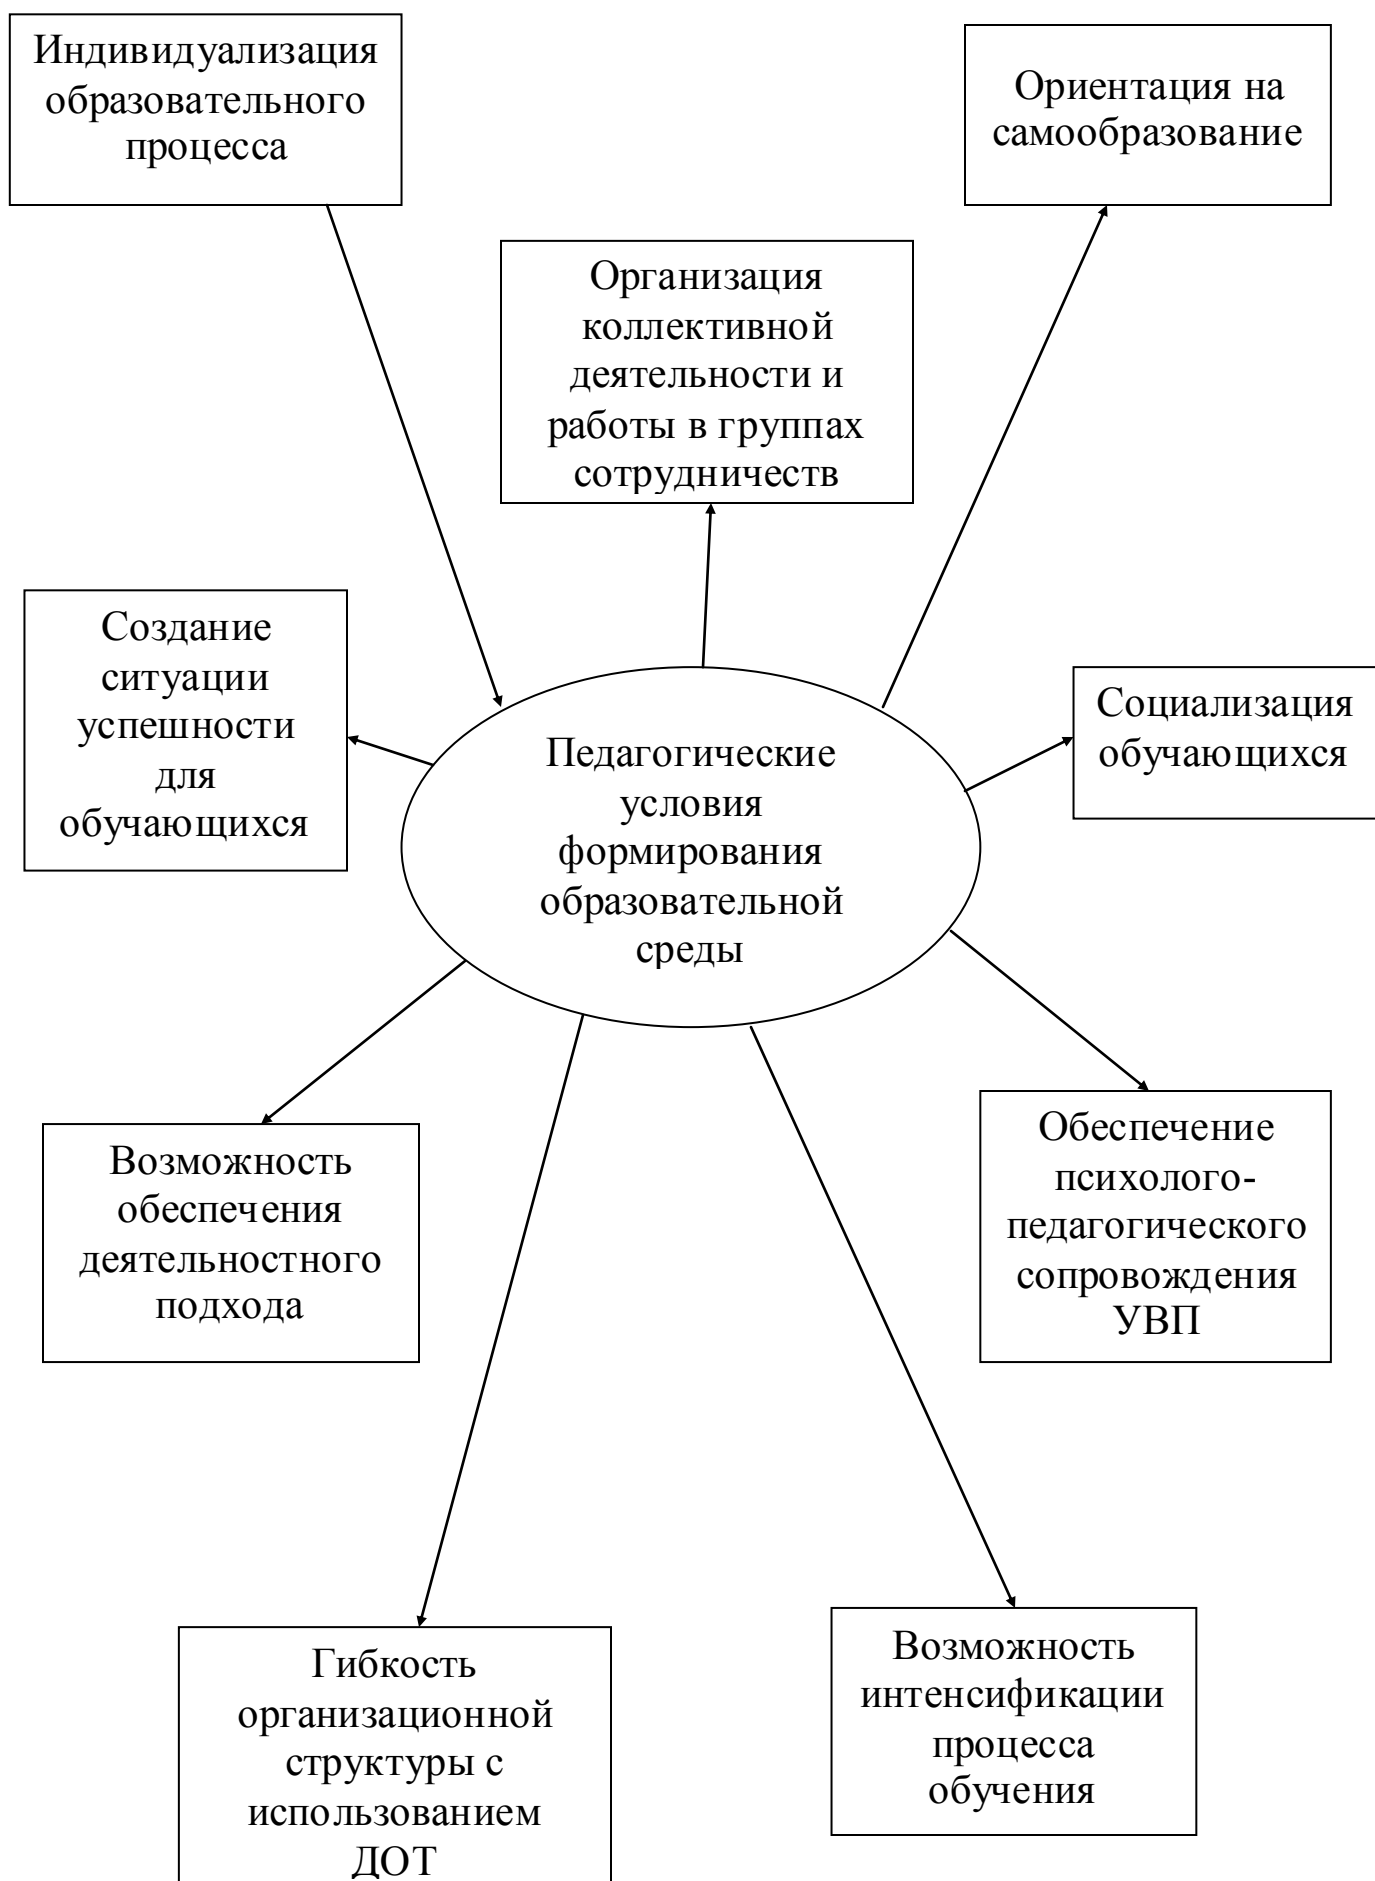 Индивидуализация
образовательного
процесса
Ориентация на
самообразование
Организация
коллективной
деятельности и
работы в группах
сотрудничеств
Создание
ситуации
успешности
для
обучающихся
Педагогические
условия
формирования
образовательной
среды
Социализация
обучающихся
Возможность
обеспечения
деятельностного
подхода
Обеспечение
психолого-
педагогического
сопровождения
УВП
Гибкость
организационной
структуры с
использованием
ДОТ
Возможность
интенсификации
процесса
обучения